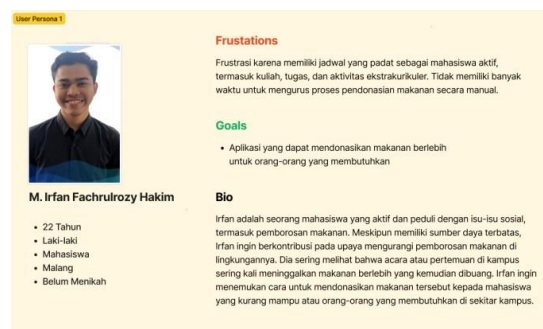 User Persona 1
Frustations
Frustrasi karena memiliki jadwal yang padat sebagai mahasiswa aktif,
termasuk kuliah, tugas, dan aktivitas ekstrakurikuler. Tidak memiliki banyak
waktu untuk mengurus proses pendonasian makanan secara manual.
Goals
• Aplikasi yang dapat mendonasikan makanan berlebih
untuk orang-orang yang membutuhkan
M. Irfan Fachrulrozy Hakim
• 22 Tahun
• Laki-laki
• Mahasiswa
• Malang
• Belum Menikah
Bio
Irfan adalah seorang mahasiswa yang aktif dan peduli dengan isu-isu sosial,
termasuk pemborosan makanan. Meskipun memiliki sumber daya terbatas,
Irfan ingin berkontribusi pada upaya mengurangi pemborosan makanan di
lingkungannya. Dia sering melihat bahwa acara atau pertemuan di kampus
sering kali meninggalkan makanan berlebih yang kemudian dibuang. Irfan ingin
menemukan cara untuk mendonasikan makanan tersebut kepada mahasiswa
yang kurang mampu atau orang-orang yang membutuhkan di sekitar kampus.